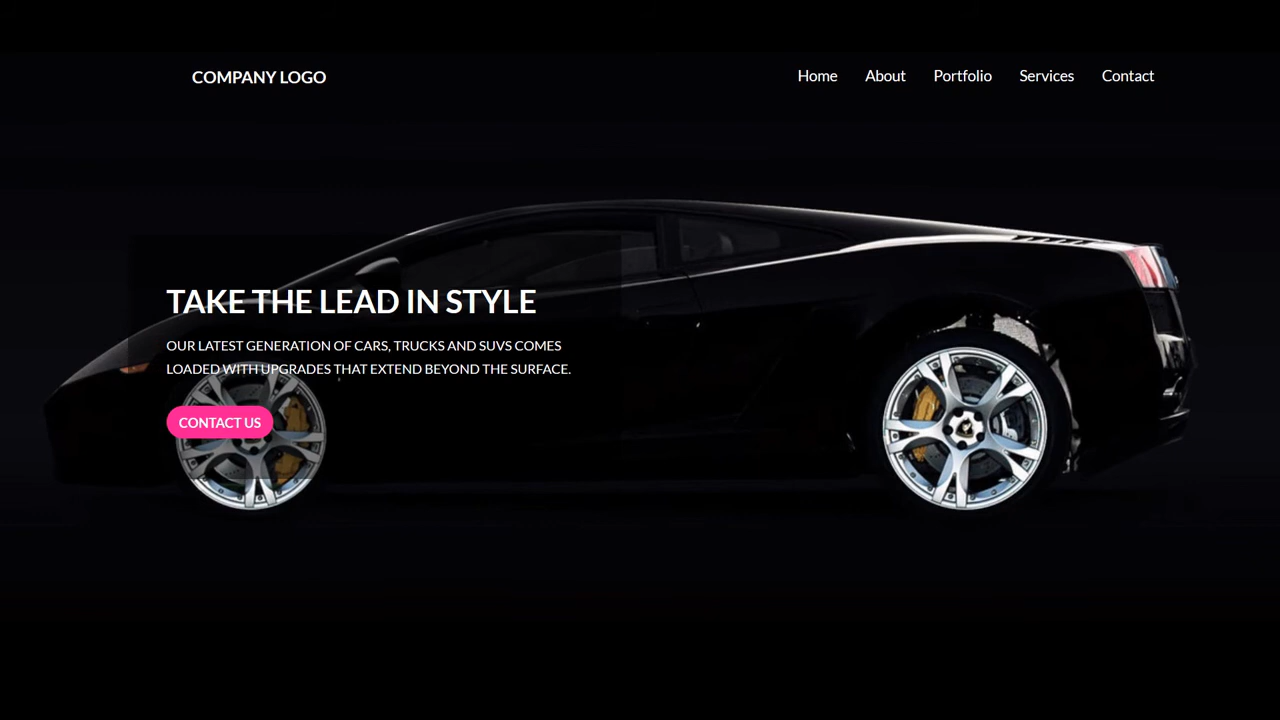 COMPANY LOGO
Home About Portfolio Services Contact
TAKE THE LEAD IN STYLE
OUR LATEST GENERATION OF CARS, TRUCKS AND SUVS COMES
LOADED WITH UPGRADES THAT EXTEND BEYOND THE SURFACE.
CONTACT US